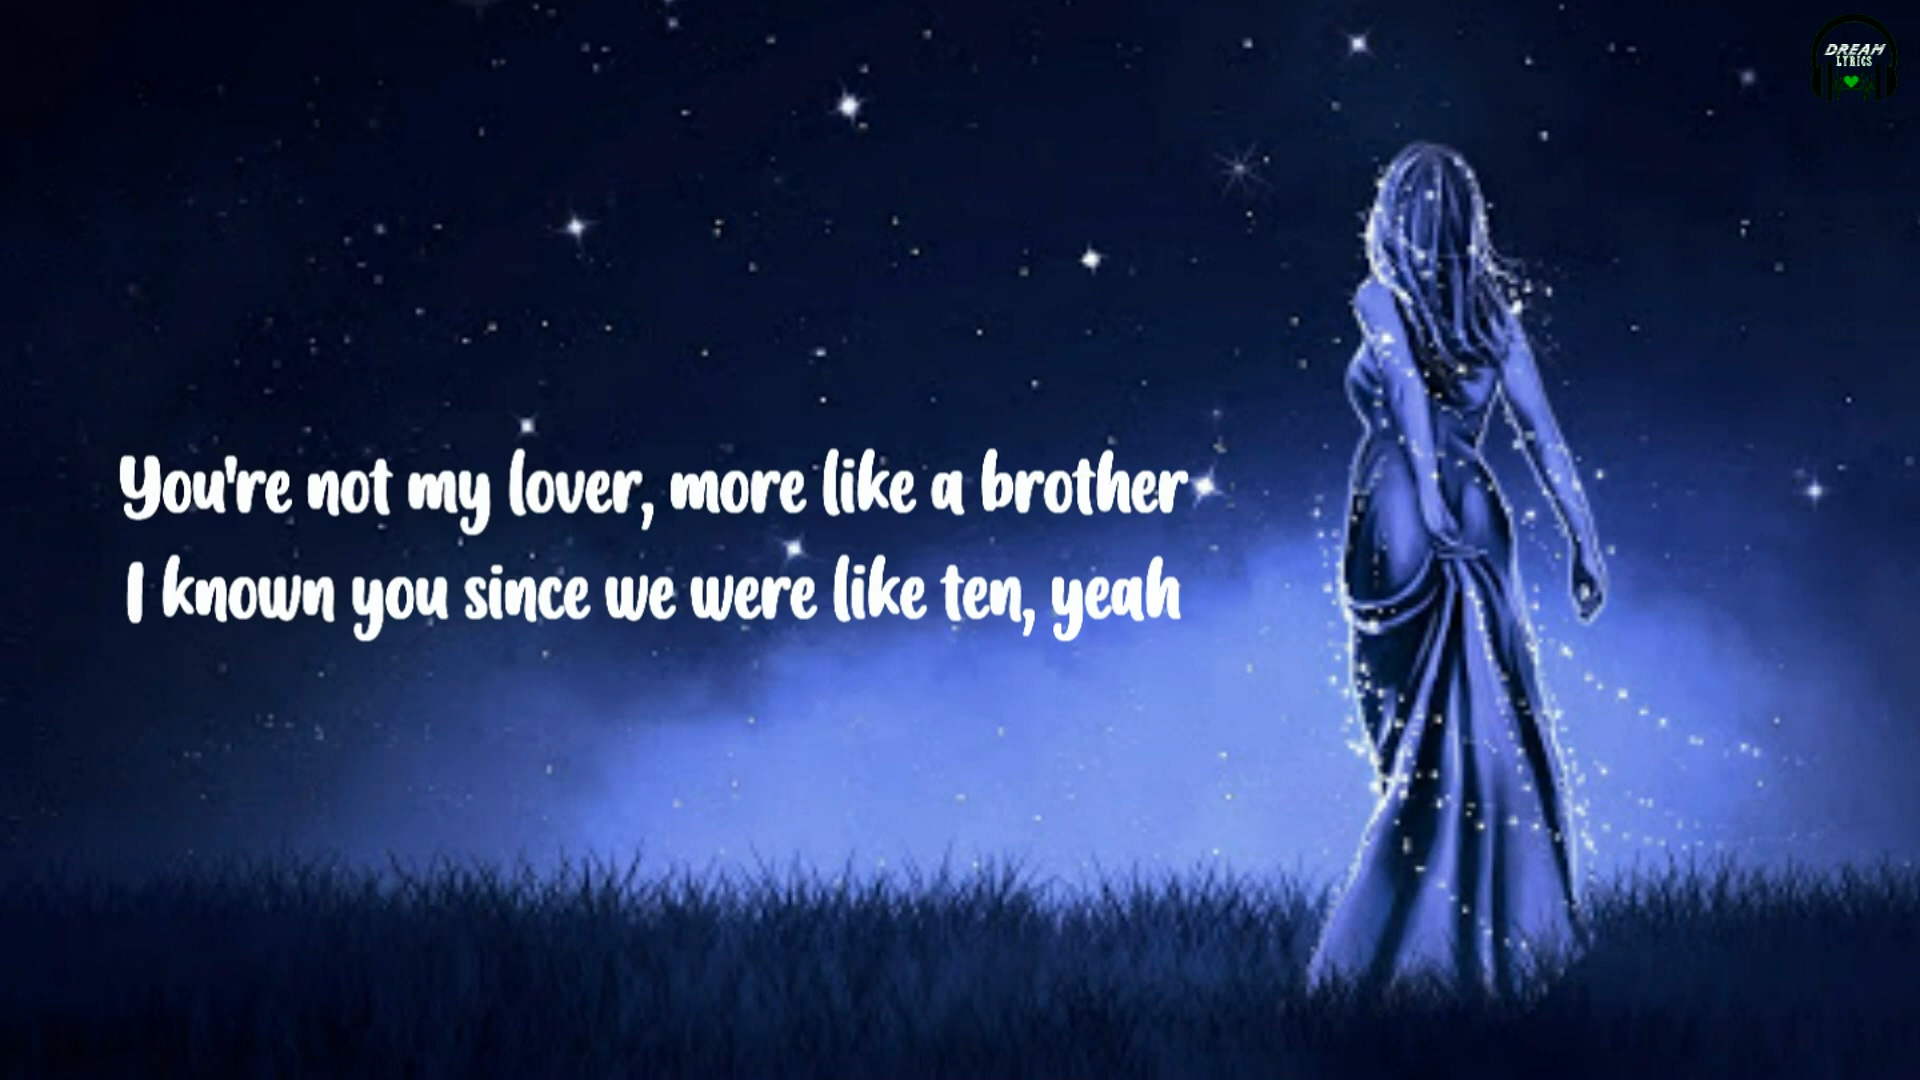 DREAM
LYRICS
You're not my lover, more like a brother
I known you since we were like ten, yeah